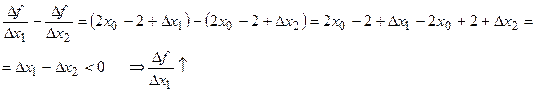 Δf/Δx₁ − Δf/Δx₂ = (2x₀ − 2 ÷ Δx₁) − (2x₀ − 2 + Δx₂) = 2x₀ − 2 ÷ Δx₁ − 2x₀ + 2 + Δx₂ =
= Δx₁ − Δx₂ < 0 ⇒ Δf/Δx₁ ↑